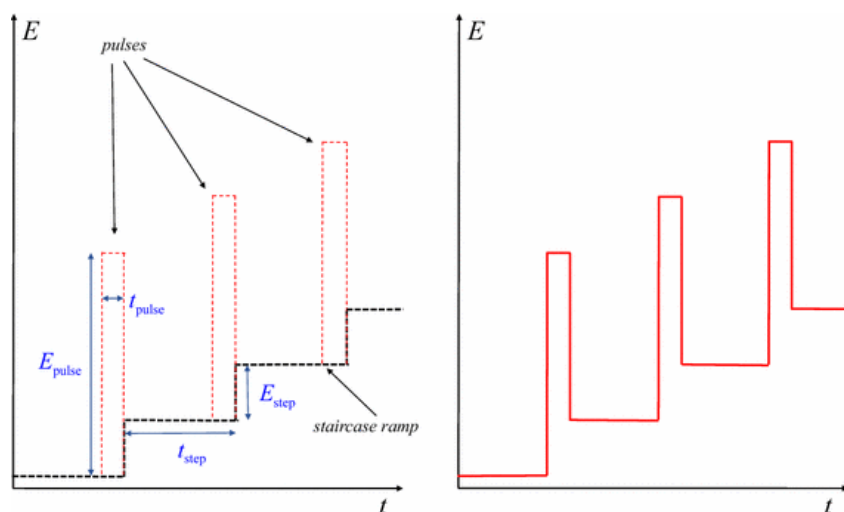 E
pulses
t_pulse
E_pulse
E_step
staircase ramp
t_step
t
E
t